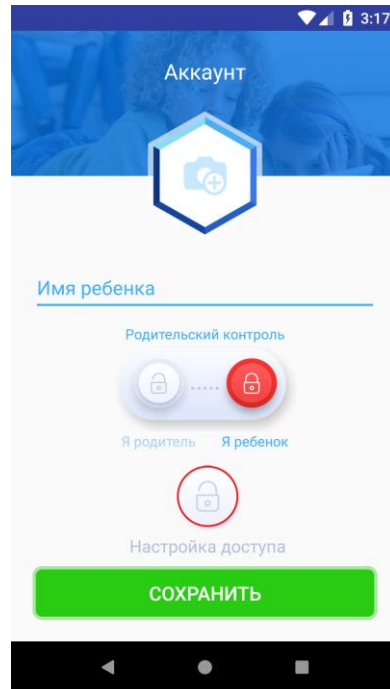 3:17
Аккаунт
Имя ребенка
Родительский контроль
Я родитель Я ребенок
Настройка доступа
СОХРАНИТЬ